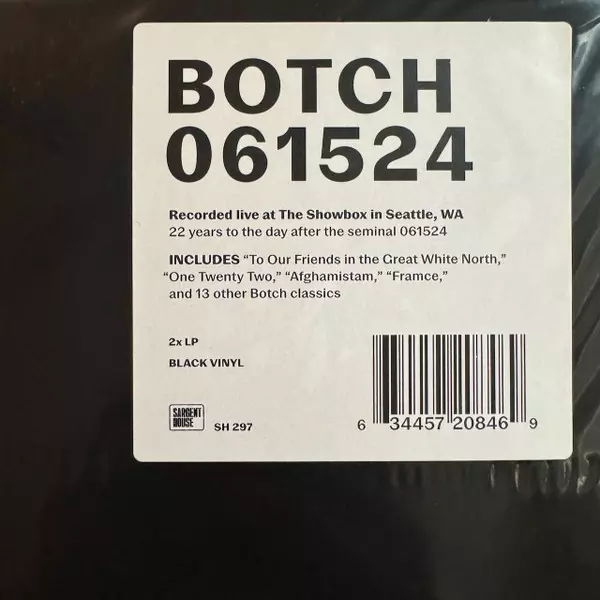 BOTCH
061524
Recorded live at The Showbox in Seattle, WA
22 years to the day after the seminal 061524
INCLUDES “To Our Friends in the Great White North,”
“One Twenty Two,” “Afghamistam,” “Framce,”
and 13 other Botch classics
2x LP
BLACK VINYL
SARGENT
HOUSE
SH 297
6 34457 20846 9